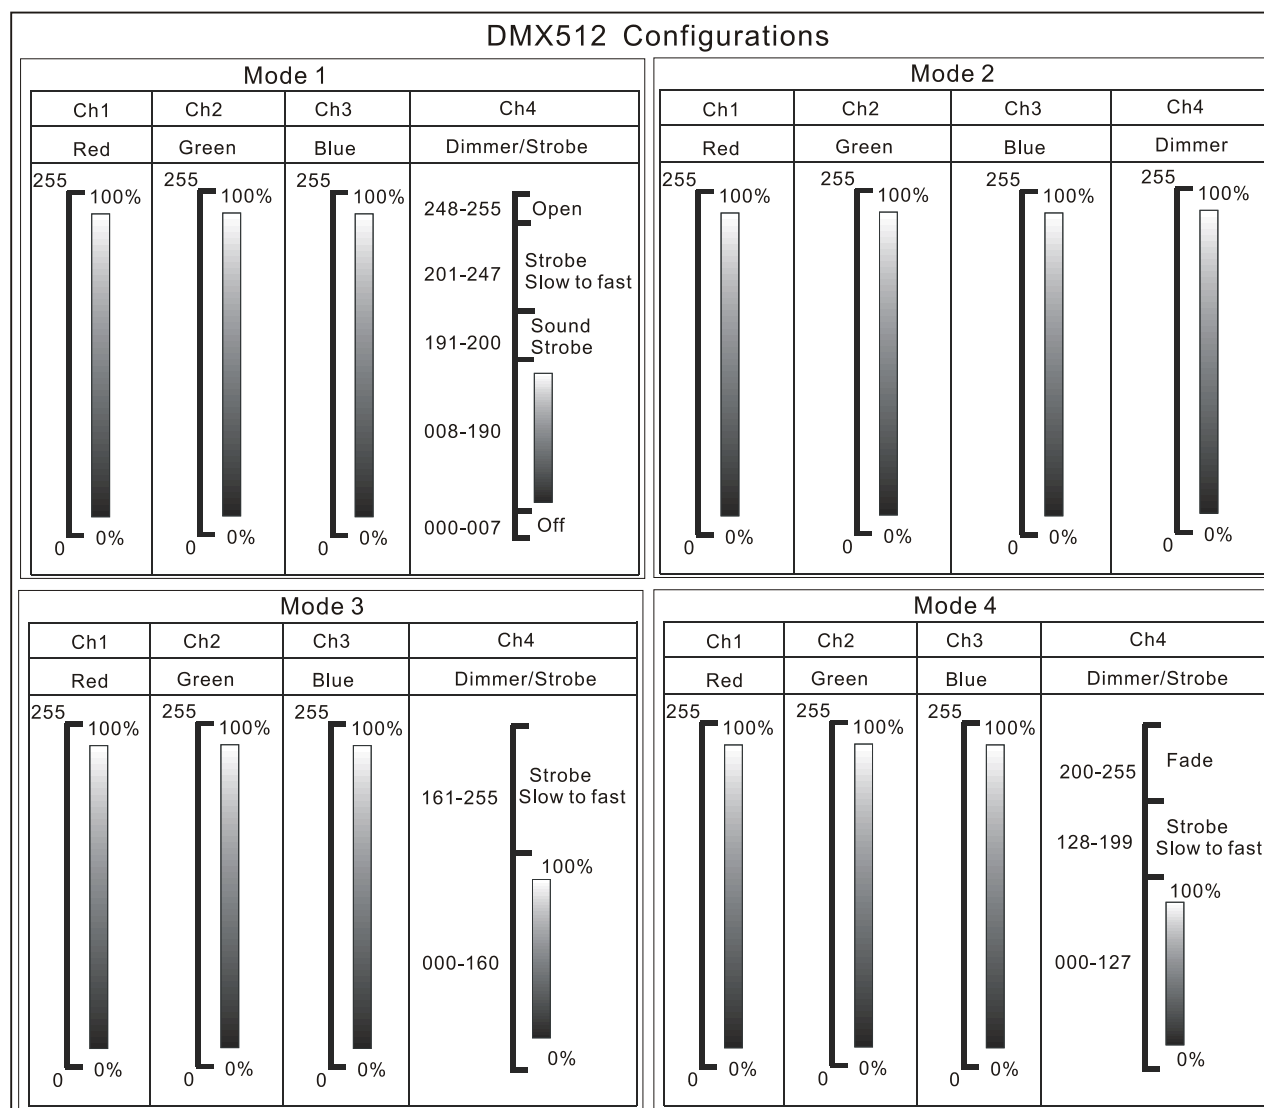 DMX512 Configurations
Mode 1
Ch1 Ch2 Ch3 Ch4
Red Green Blue Dimmer/Strobe
255 100% 255 100% 255 100%
248-255 Open
201-247 Strobe
Slow to fast
191-200 Sound
Strobe
008-190
000-007 Off
0 0% 0 0% 0 0%
Mode 2
Ch1 Ch2 Ch3 Ch4
Red Green Blue Dimmer
255 100% 255 100% 255 100% 255 100%
0 0% 0 0% 0 0% 0 0%
Mode 3
Ch1 Ch2 Ch3 Ch4
Red Green Blue Dimmer/Strobe
255 100% 255 100% 255 100%
161-255 Strobe
Slow to fast
100%
000-160
0%
0 0% 0 0% 0 0%
Mode 4
Ch1 Ch2 Ch3 Ch4
Red Green Blue Dimmer/Strobe
255 100% 255 100% 255 100%
200-255 Fade
128-199 Strobe
Slow to fast
100%
000-127
0%
0 0% 0 0% 0 0%